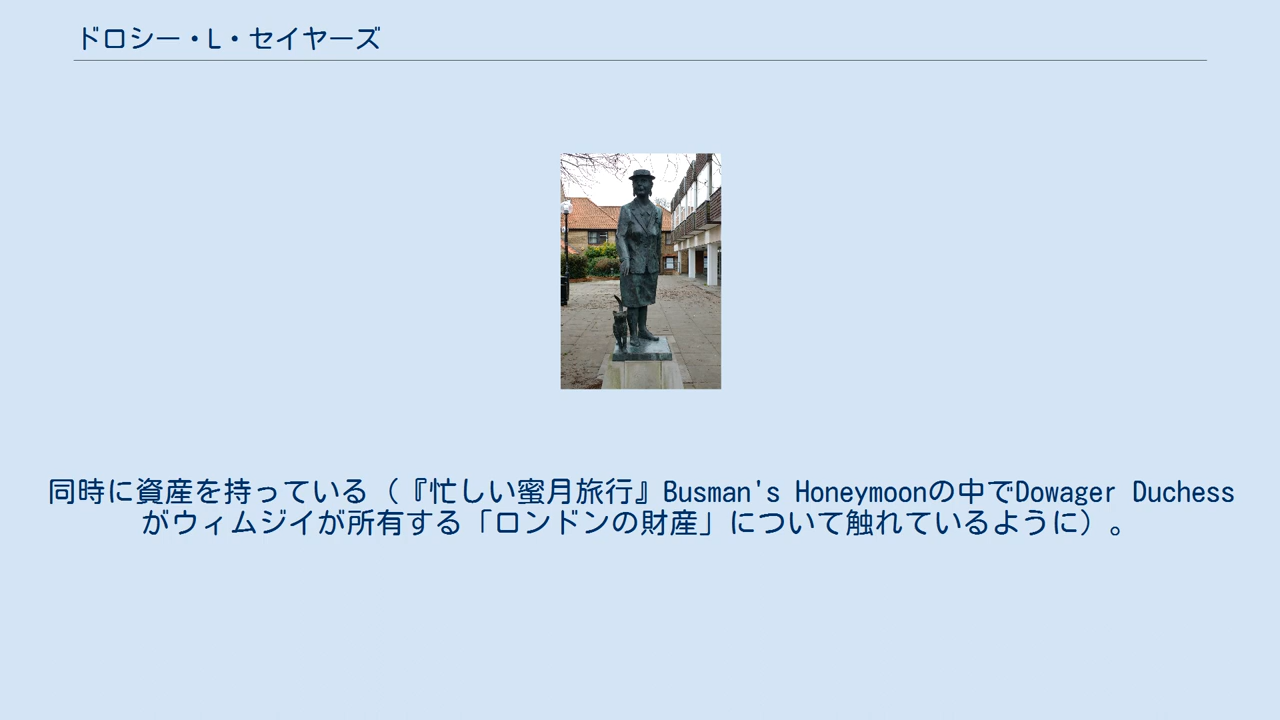 ドロシー・L・セイヤーズ
同時に資産を持っている（『忙しい蜜月旅行』Busman's Honeymoonの中でDowager Duchess
がウィムジイが所有する「ロンドンの財産」について触れているように）。